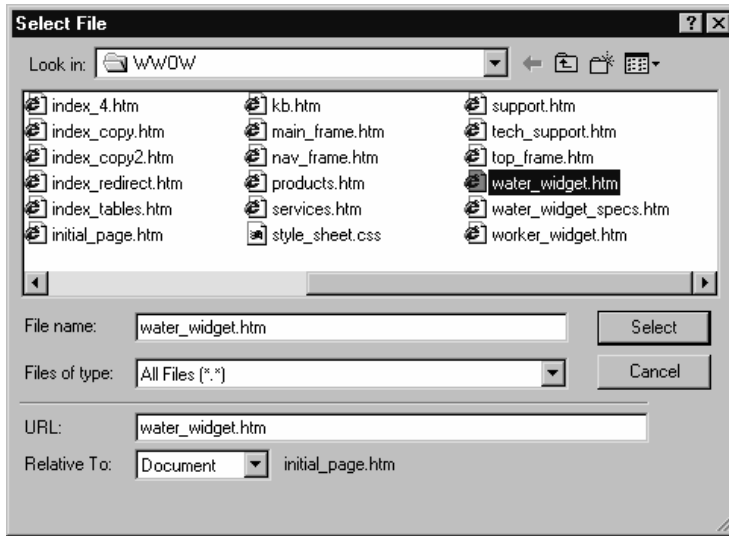 Select File
Look in: WWOW
index_4.htm kb.htm support.htm
index_copy.htm main_frame.htm tech_support.htm
index_copy2.htm nav_frame.htm top_frame.htm
index_redirect.htm products.htm water_widget.htm
index_tables.htm services.htm water_widget_specs.htm
initial_page.htm style_sheet.css worker_widget.htm
File name: water_widget.htm Select
Files of type: All Files (*.*) Cancel
URL: water_widget.htm
Relative To: Document initial_page.htm